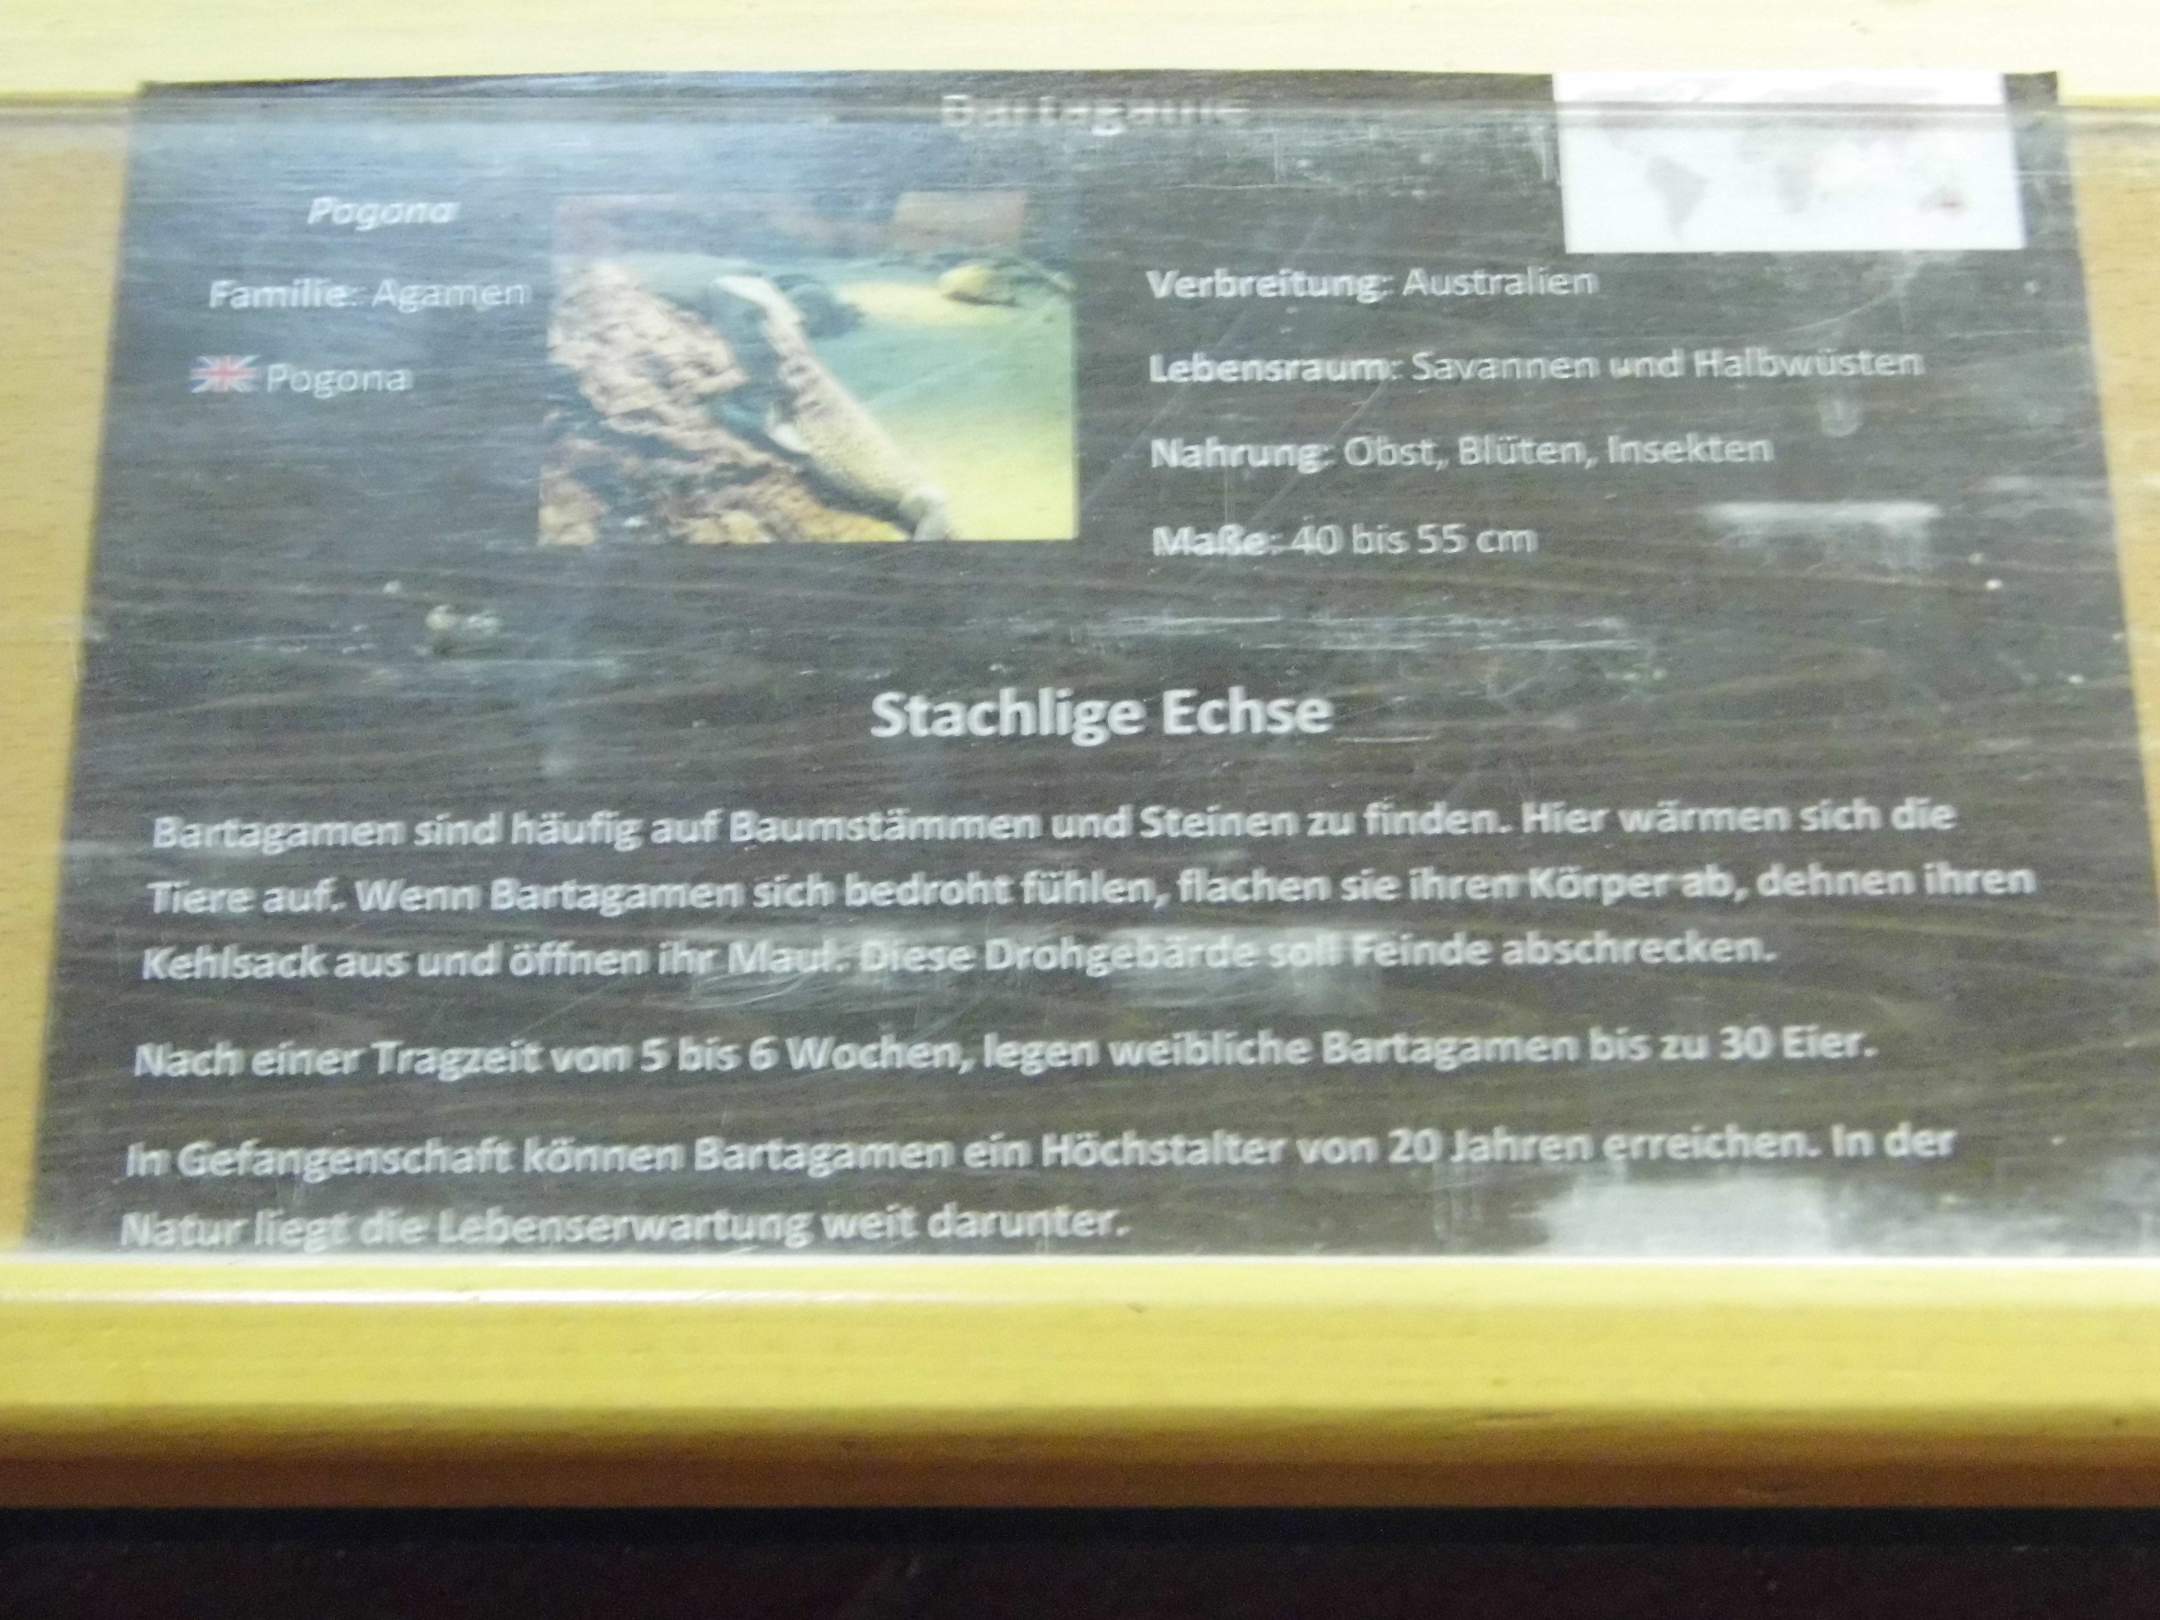 Bartagame
Pogona
Familie: Agamen
Pogona
Verbreitung: Australien
Lebensraum: Savannen und Halbwüsten
Nahrung: Obst, Blüten, Insekten
Maße: 40 bis 55 cm
Stachlige Echse
Bartagamen sind häufig auf Baumstämmen und Steinen zu finden. Hier wärmen sich die
Tiere auf. Wenn Bartagamen sich bedroht fühlen, flachen sie ihren Körper ab, dehnen ihren
Kehlsack aus und öffnen ihr Maul. Diese Drohgebärde soll Feinde abschrecken.
Nach einer Tragzeit von 5 bis 6 Wochen, legen weibliche Bartagamen bis zu 30 Eier.
In Gefangenschaft können Bartagamen ein Höchstalter von 20 Jahren erreichen. In der
Natur liegt die Lebenserwartung weit darunter.